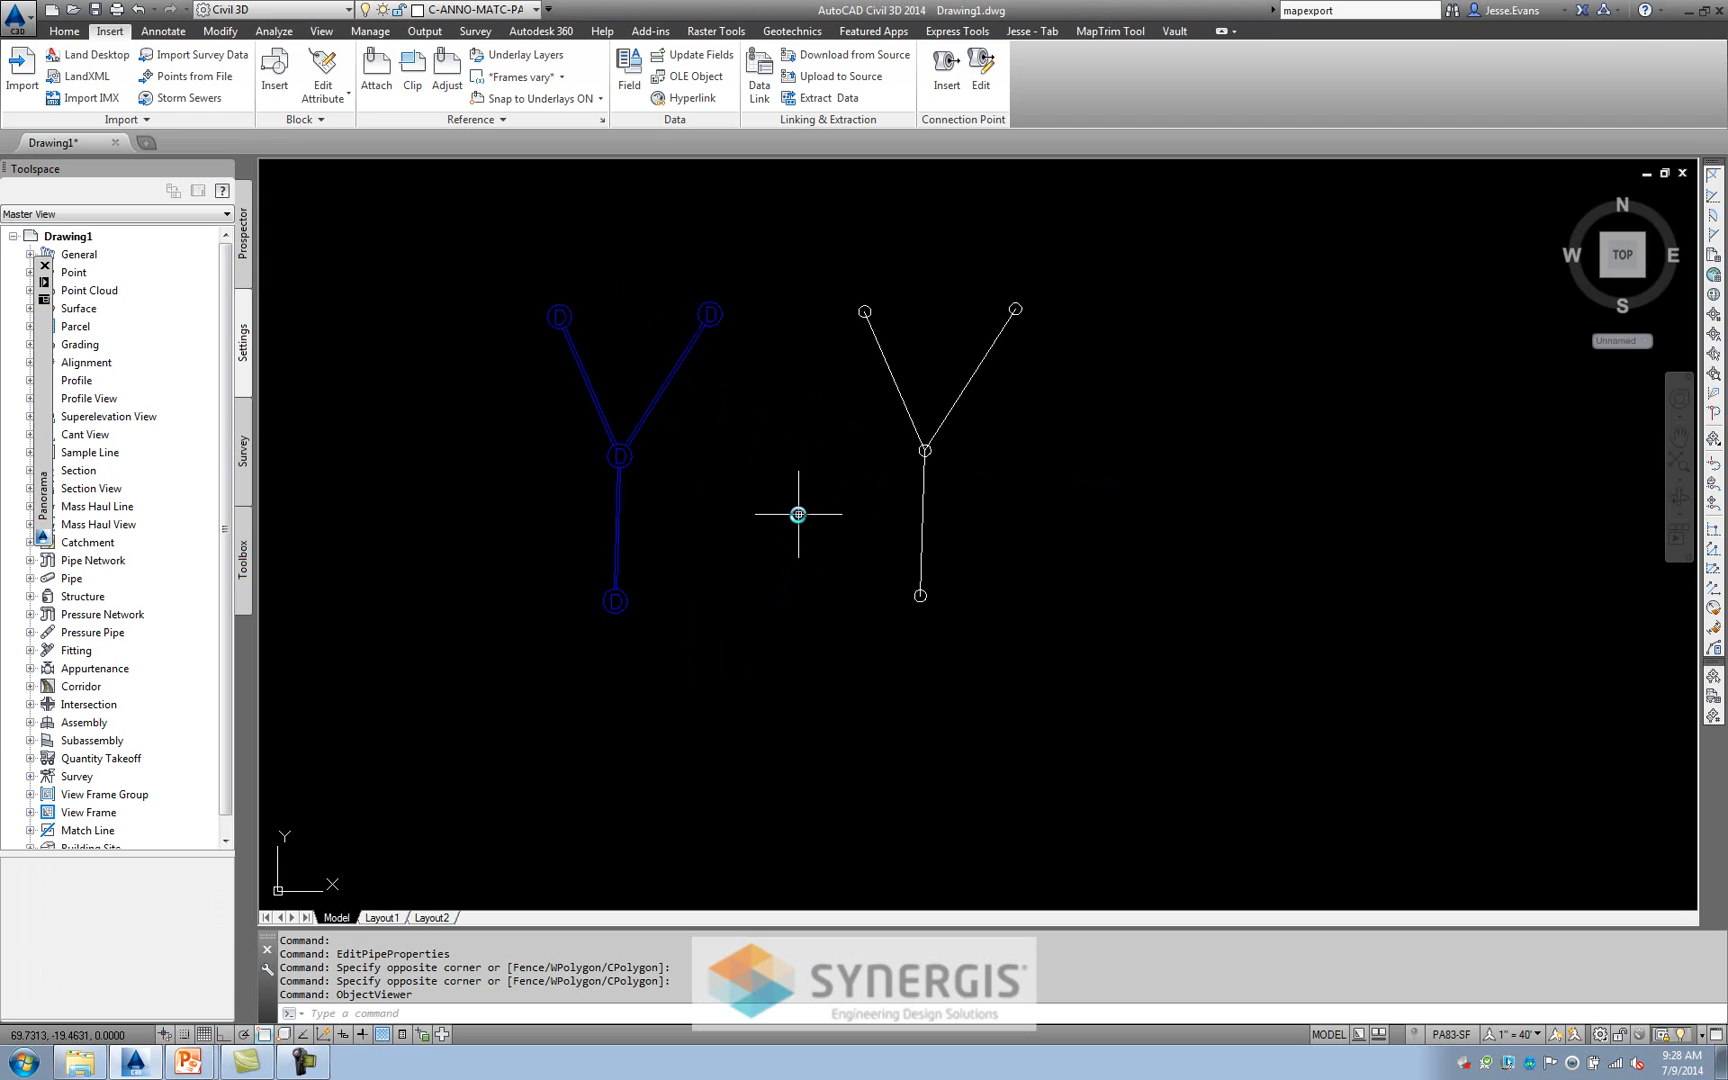 Civil 3D
C-ANNO-MATC-PA
AutoCAD Civil 3D 2014 Drawing1.dwg
mapexport
Jesse.Evans
C3D
Home Insert Annotate Modify Analyze View Manage Output Survey Autodesk 360 Help Add-ins Raster Tools Geotechnics Featured Apps Express Tools Jesse - Tab MapTrim Tool Vault
Import
Land Desktop
LandXML
Import IMX
Import Survey Data
Points from File
Storm Sewers
Import
Insert
Edit
Attribute
Block
Attach
Clip
Adjust
Underlay Layers
*Frames vary*
Snap to Underlays ON
Reference
Field
Update Fields
OLE Object
Hyperlink
Data
Data
Link
Download from Source
Upload to Source
Extract Data
Linking & Extraction
Insert
Edit
Connection Point
Drawing1*
Toolspace
Master View
Drawing1
General
Point
Point Cloud
Surface
Parcel
Grading
Alignment
Profile
Profile View
Superelevation View
Cant View
Sample Line
Section
Section View
Mass Haul Line
Mass Haul View
Catchment
Pipe Network
Pipe
Structure
Pressure Network
Pressure Pipe
Fitting
Appurtenance
Corridor
Intersection
Assembly
Subassembly
Quantity Takeoff
Survey
View Frame Group
View Frame
Match Line
Building Site
Panorama
Prospector
Settings
Survey
Toolbox
D
D
D
D
N
W TOP E
S
Unnamed
Y
X
Model Layout1 Layout2
Command:
Command: EditPipeProperties
Command: Specify opposite corner or [Fence/WPolygon/CPolygon]:
Command: Specify opposite corner or [Fence/WPolygon/CPolygon]:
Command: ObjectViewer
Type a command
SYNERGIS®
Engineering Design Solutions
69.7313, -19.4631, 0.0000
MODEL
PA83-SF
1" = 40'
9:28 AM
7/9/2014